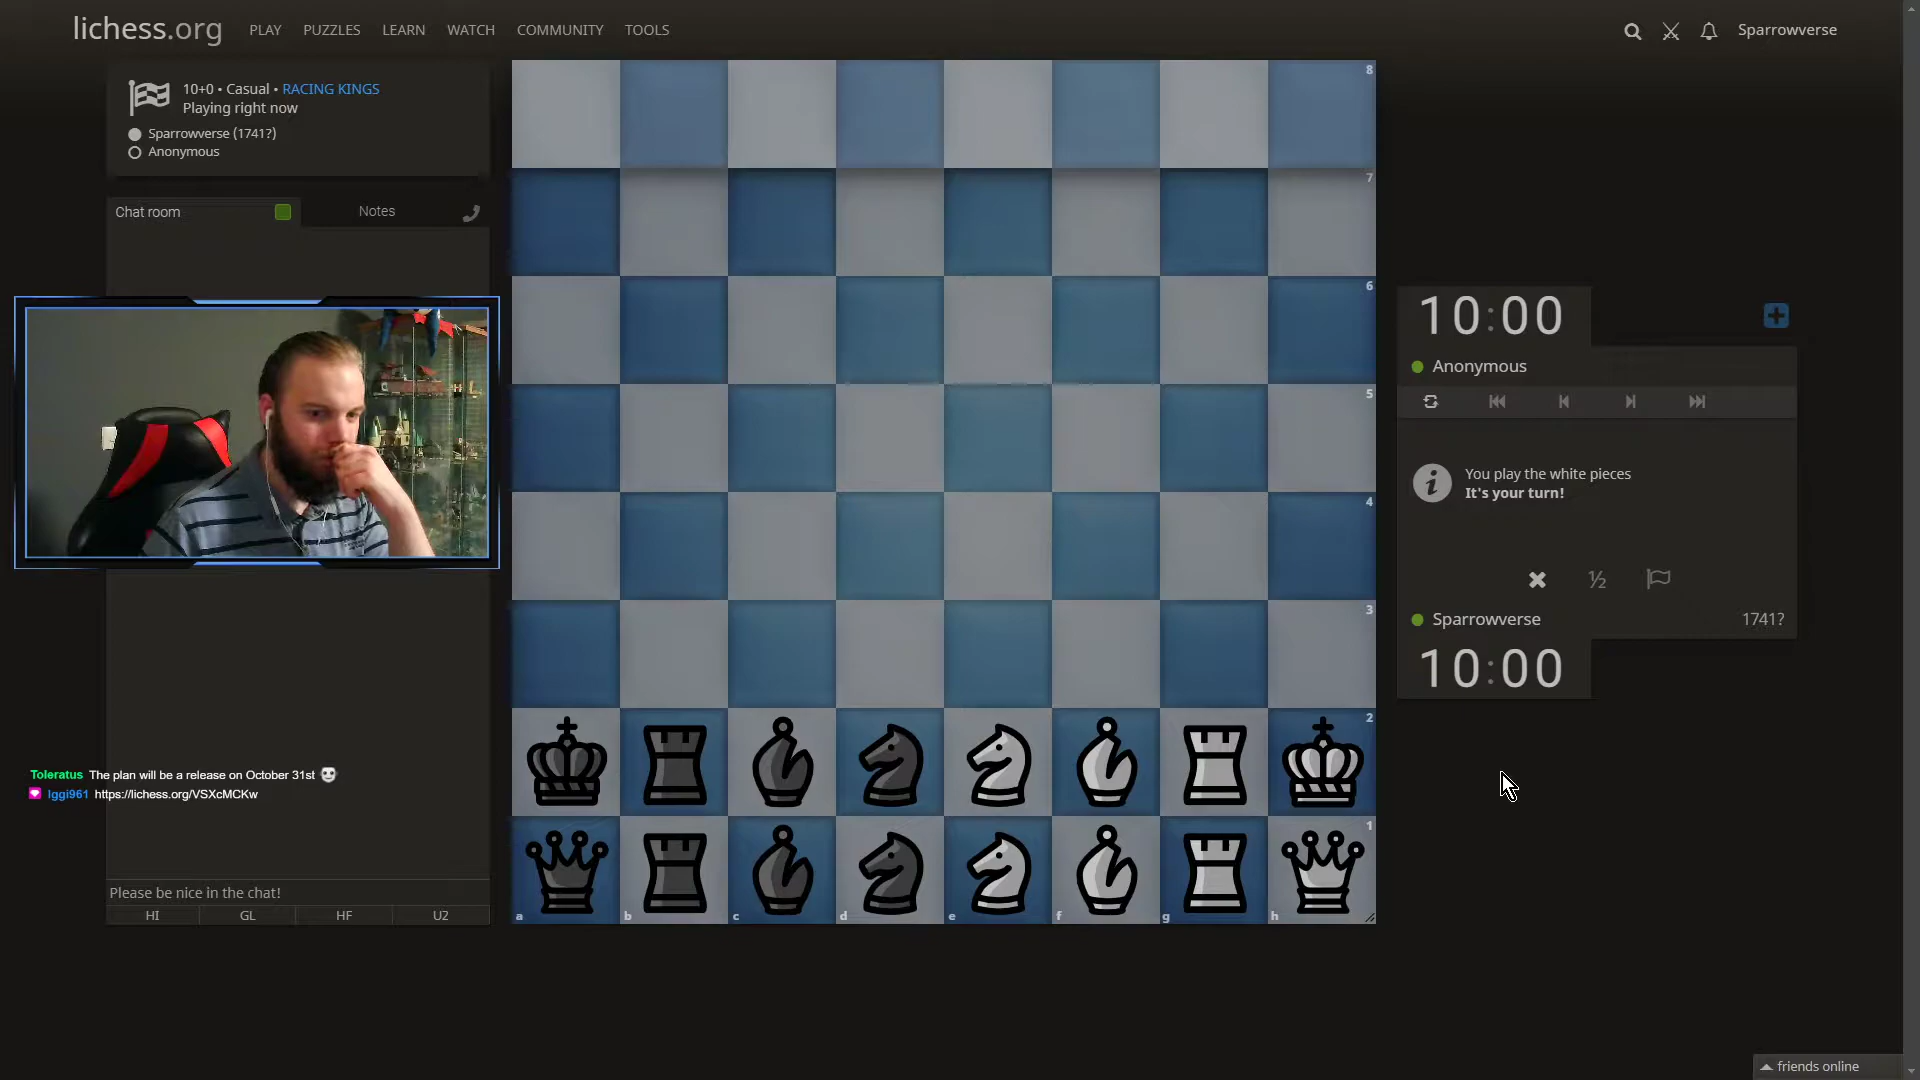 lichess.org PLAY PUZZLES LEARN WATCH COMMUNITY TOOLS Sparrowverse
10+0 • Casual • RACING KINGS
Playing right now
Sparrowverse (1741?)
Anonymous
Chat room Notes
Toleratus The plan will be a release on October 31st
Iggi961 https://lichess.org/VSXcMCKw
Please be nice in the chat!
HI GL HF U2
8
7
6
5
4
3
2
1
a b c d e f g h
10:00
Anonymous
You play the white pieces
It's your turn!
½
Sparrowverse 1741?
10:00
friends online